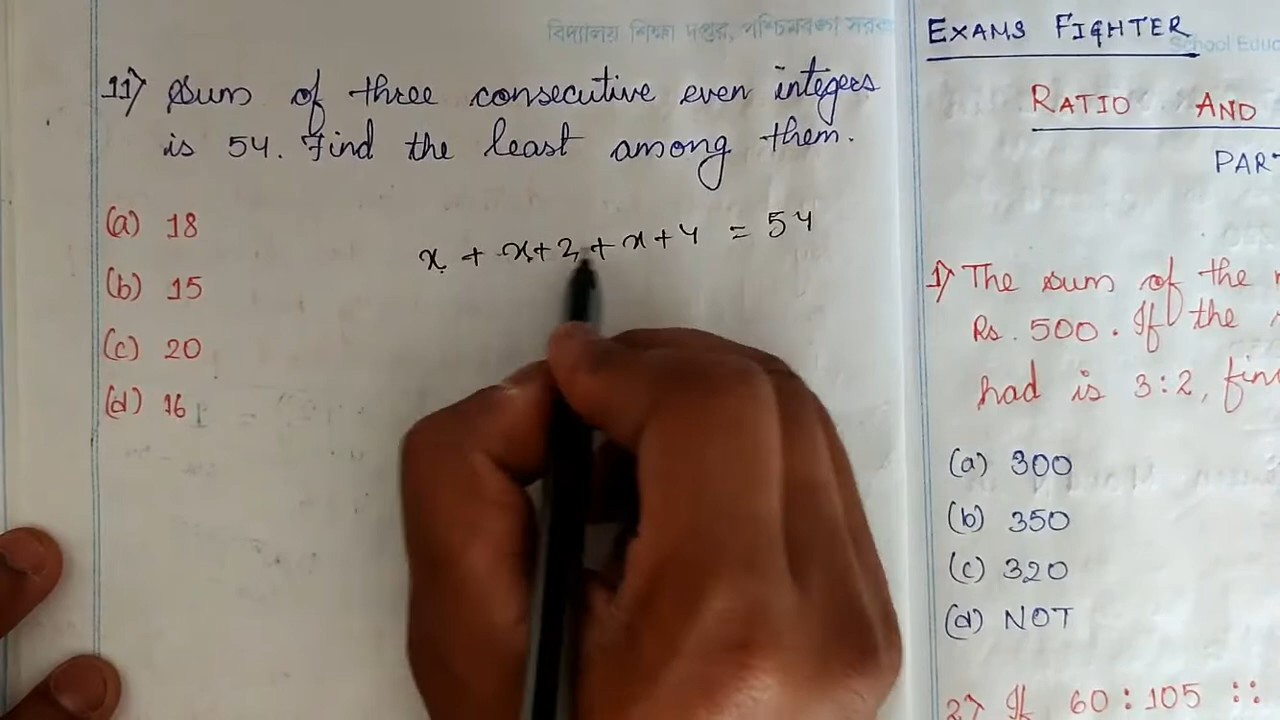 11) Sum of three consecutive even integers
is 54. Find the least among them.
(a) 18
(b) 15
(c) 20
(d) 16
x + x+2 + x+4 = 54
EXAMS FIGHTER
School Educ
RATIO AND
PART
1) The sum of the
Rs. 500. If the
had is 3:2, fin
(a) 300
(b) 350
(c) 320
(d) NOT
2) If 60:105 ::